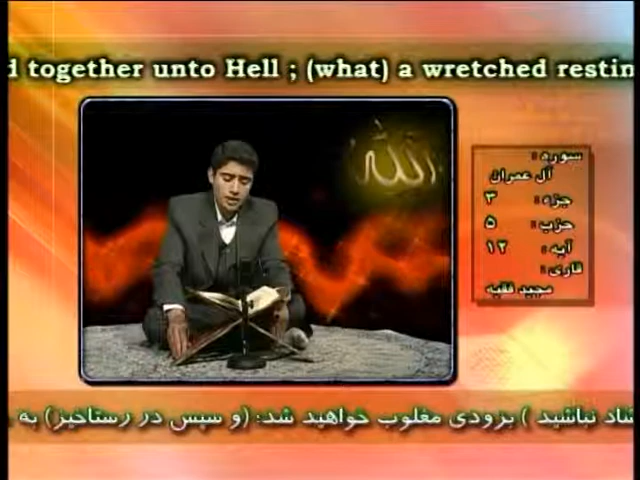 d together unto Hell ; (what) a wretched restin
الله
سوره :
آل عمران
جزء : ۳
حزب : ۵
آیه : ۱۲
قاری :
مجید فقیه
شاد نباشید ) بزودی مغلوب خواهید شد: (و سپس در رستاخیز) به